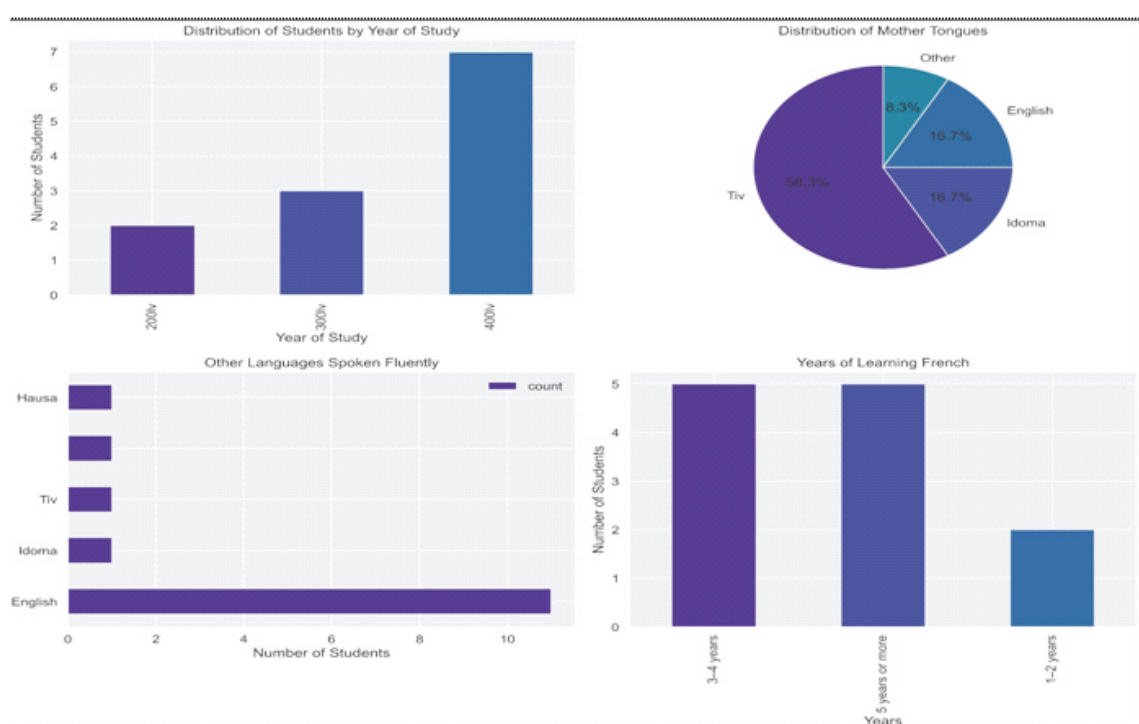 Distribution of Students by Year of Study
7
6
5
4
3
2
1
0
Number of Students
200lv
300lv
400lv
Year of Study
Distribution of Mother Tongues
Other
8.3%
English
16.7%
Tiv
58.3%
16.7%
Idoma
Other Languages Spoken Fluently
count
Hausa
Tiv
Idoma
English
0 2 4 6 8 10
Number of Students
Years of Learning French
5
4
3
2
1
0
Number of Students
3–4 years
5 years or more
1–2 years
Years